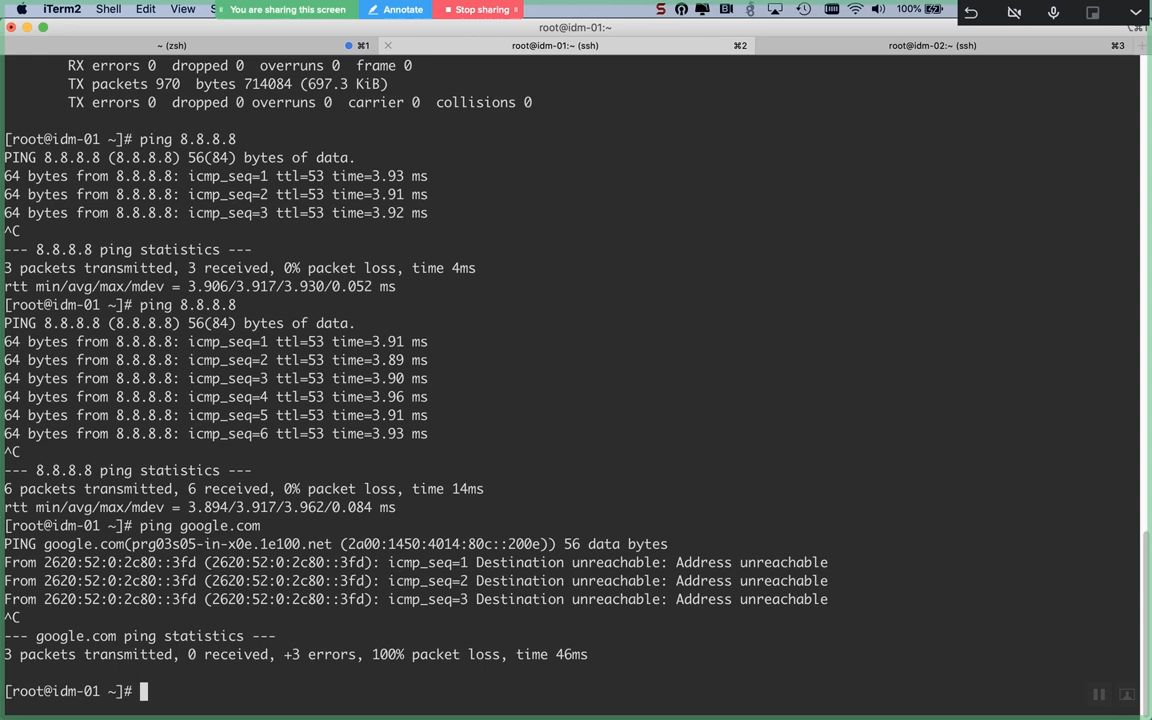 iTerm2 Shell Edit View S You are sharing this screen Annotate Stop sharing 100%
root@idm-01:~
~ (zsh) ⌘1 root@idm-01:~ (ssh) ⌘2 root@idm-02:~ (ssh) ⌘3
RX errors 0  dropped 0  overruns 0  frame 0
TX packets 970  bytes 714084 (697.3 KiB)
TX errors 0  dropped 0 overruns 0  carrier 0  collisions 0
[root@idm-01 ~]# ping 8.8.8.8
PING 8.8.8.8 (8.8.8.8) 56(84) bytes of data.
64 bytes from 8.8.8.8: icmp_seq=1 ttl=53 time=3.93 ms
64 bytes from 8.8.8.8: icmp_seq=2 ttl=53 time=3.91 ms
64 bytes from 8.8.8.8: icmp_seq=3 ttl=53 time=3.92 ms
^C
--- 8.8.8.8 ping statistics ---
3 packets transmitted, 3 received, 0% packet loss, time 4ms
rtt min/avg/max/mdev = 3.906/3.917/3.930/0.052 ms
[root@idm-01 ~]# ping 8.8.8.8
PING 8.8.8.8 (8.8.8.8) 56(84) bytes of data.
64 bytes from 8.8.8.8: icmp_seq=1 ttl=53 time=3.91 ms
64 bytes from 8.8.8.8: icmp_seq=2 ttl=53 time=3.89 ms
64 bytes from 8.8.8.8: icmp_seq=3 ttl=53 time=3.90 ms
64 bytes from 8.8.8.8: icmp_seq=4 ttl=53 time=3.96 ms
64 bytes from 8.8.8.8: icmp_seq=5 ttl=53 time=3.91 ms
64 bytes from 8.8.8.8: icmp_seq=6 ttl=53 time=3.93 ms
^C
--- 8.8.8.8 ping statistics ---
6 packets transmitted, 6 received, 0% packet loss, time 14ms
rtt min/avg/max/mdev = 3.894/3.917/3.962/0.084 ms
[root@idm-01 ~]# ping google.com
PING google.com(prg03s05-in-x0e.1e100.net (2a00:1450:4014:80c::200e)) 56 data bytes
From 2620:52:0:2c80::3fd (2620:52:0:2c80::3fd): icmp_seq=1 Destination unreachable: Address unreachable
From 2620:52:0:2c80::3fd (2620:52:0:2c80::3fd): icmp_seq=2 Destination unreachable: Address unreachable
From 2620:52:0:2c80::3fd (2620:52:0:2c80::3fd): icmp_seq=3 Destination unreachable: Address unreachable
^C
--- google.com ping statistics ---
3 packets transmitted, 0 received, +3 errors, 100% packet loss, time 46ms
[root@idm-01 ~]#